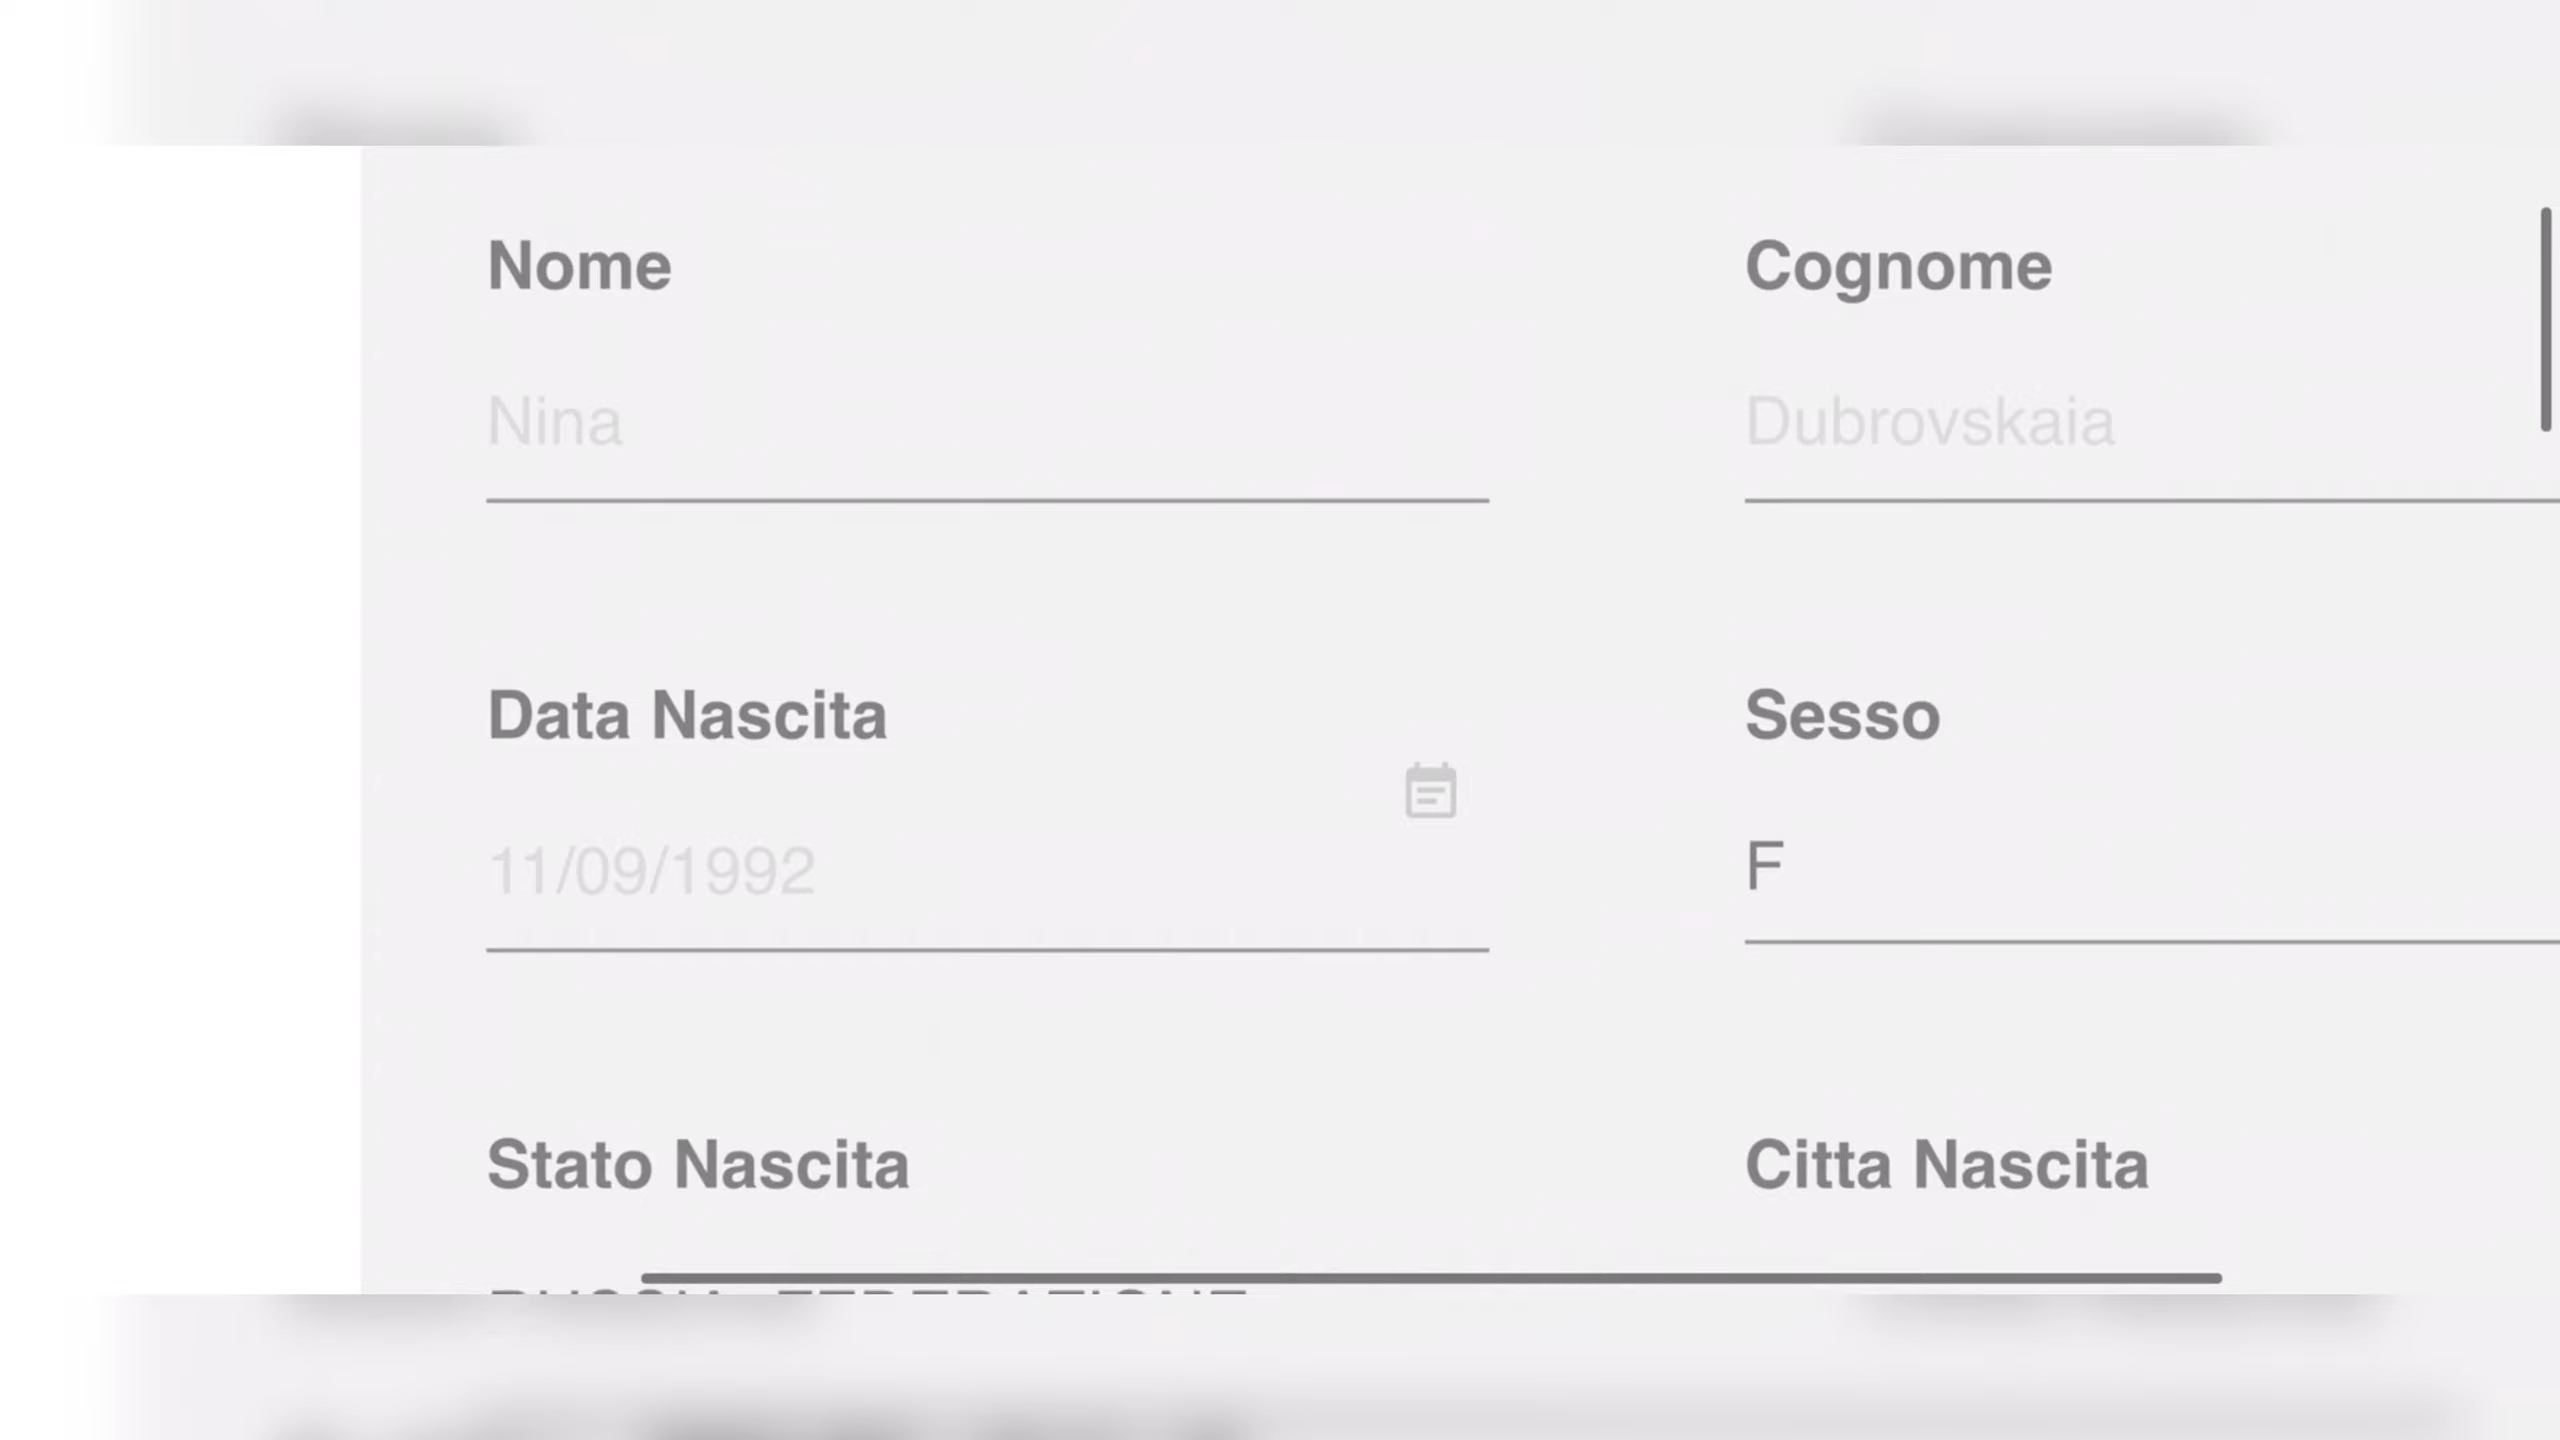 Nome
Cognome
Nina
Dubrovskaia
Data Nascita
Sesso
11/09/1992
F
Stato Nascita
Citta Nascita